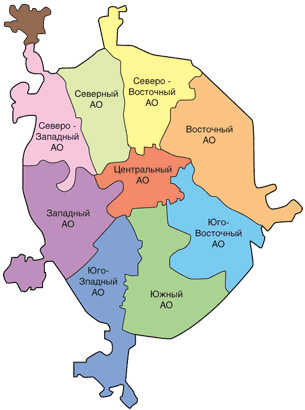 Северный
АО
Северо -
Восточный
АО
Северо-
Западный
АО
Восточный
АО
Центральный
АО
Западный
АО
Юго-
Восточный
АО
Юго-
Зпадный
АО
Южный
АО